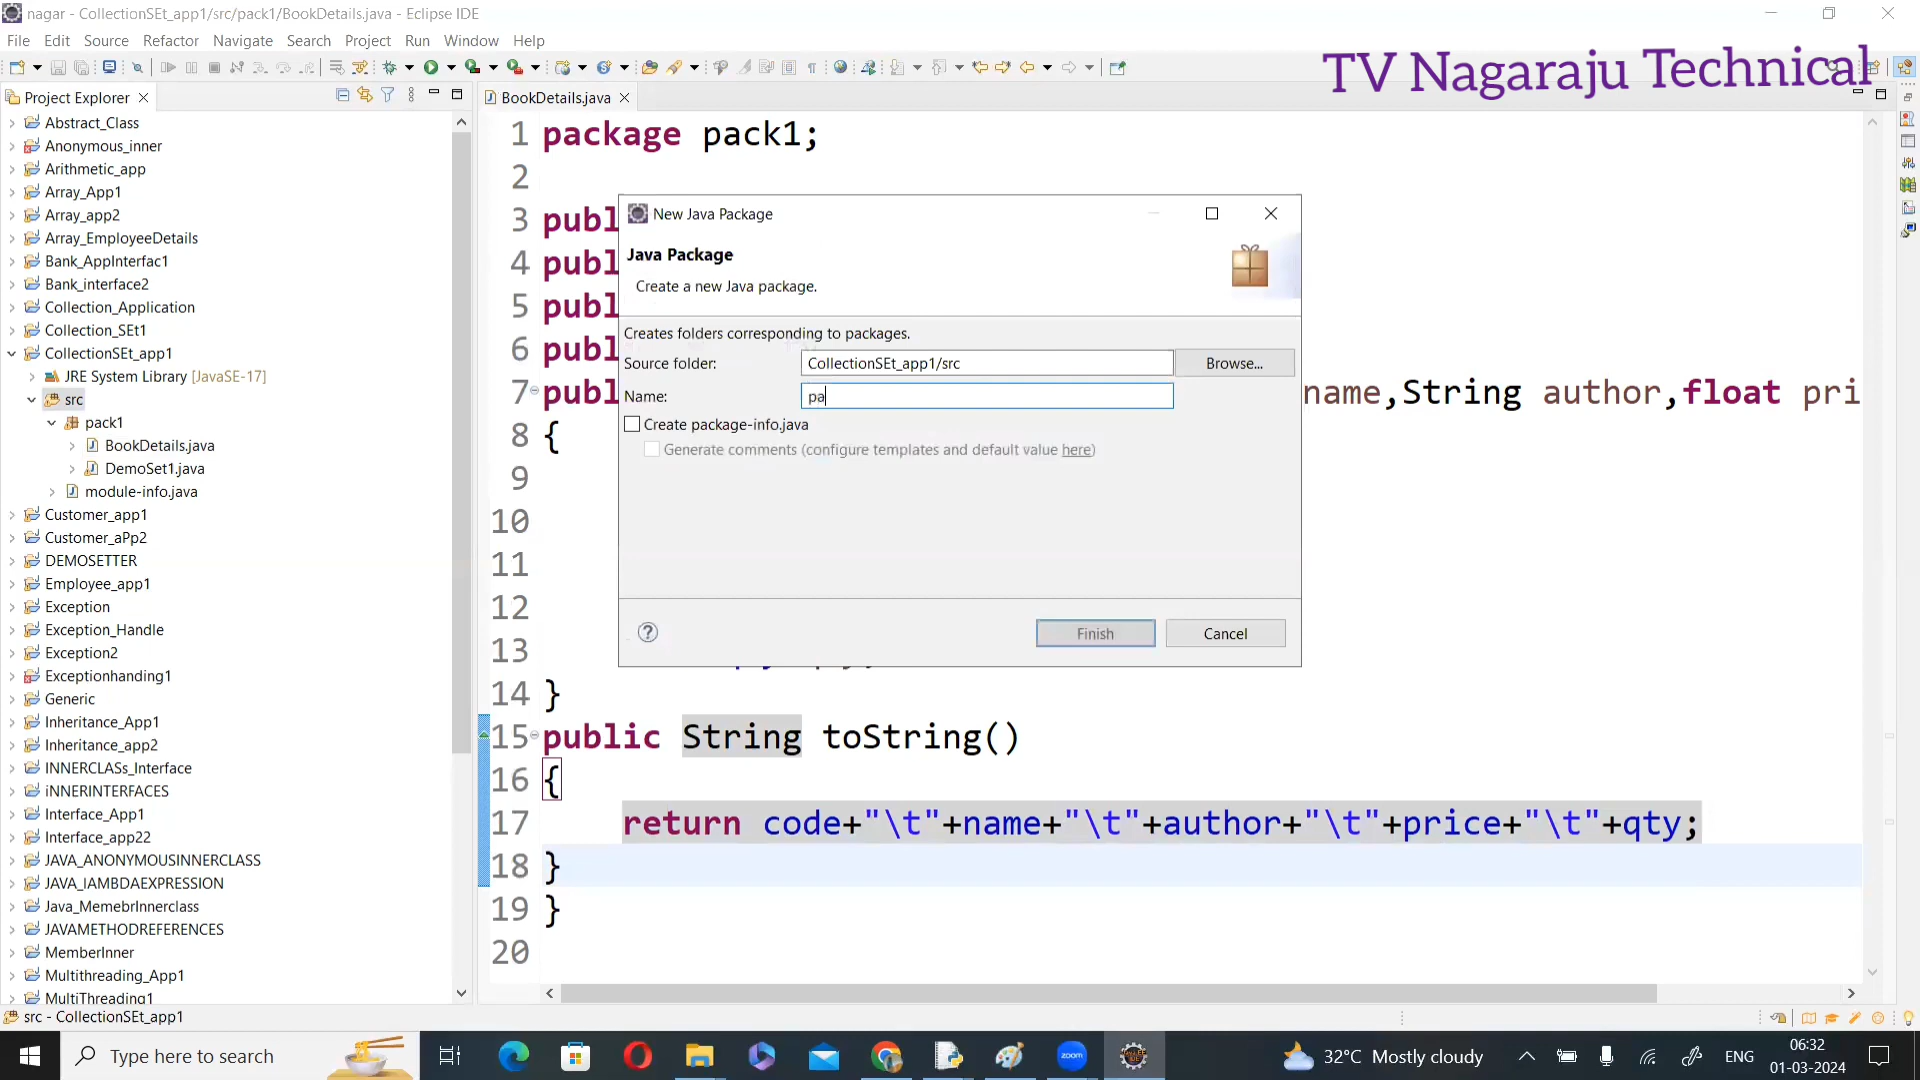 nagar - CollectionSEt_app1/src/pack1/BookDetails.java - Eclipse IDE
File Edit Source Refactor Navigate Search Project Run Window Help
TV Nagaraju Technical
Project Explorer
BookDetails.java
Abstract_Class
Anonymous_inner
Arithmetic_app
Array_App1
Array_app2
Array_EmployeeDetails
Bank_AppInterfac1
Bank_interface2
Collection_Application
Collection_SEt1
CollectionSEt_app1
JRE System Library [JavaSE-17]
src
pack1
BookDetails.java
DemoSet1.java
module-info.java
Customer_app1
Customer_aPp2
DEMOSETTER
Employee_app1
Exception
Exception_Handle
Exception2
Exceptionhanding1
Generic
Inheritance_App1
Inheritance_app2
INNERCLASs_Interface
iNNERINTERFACES
Interface_App1
Interface_app22
JAVA_ANONYMOUSINNERCLASS
JAVA_lAMBDAEXPRESSION
Java_MemebrInnerclass
JAVAMETHODREFERENCES
MemberInner
Multithreading_App1
MultiThreading1
1 package pack1;
2
3 publ
4 publ
5 publ
6 publ
7 publ name,String author,float pri
8 {
9
10
11
12
13
14 }
15 public String toString()
16 {
17 return code+"\t"+name+"\t"+author+"\t"+price+"\t"+qty;
18 }
19 }
20
New Java Package
Java Package
Create a new Java package.
Creates folders corresponding to packages.
Source folder: CollectionSEt_app1/src Browse...
Name: pa
Create package-info.java
Generate comments (configure templates and default value here)
Finish Cancel
src - CollectionSEt_app1
Type here to search
zoom
32°C Mostly cloudy
ENG
06:32
01-03-2024